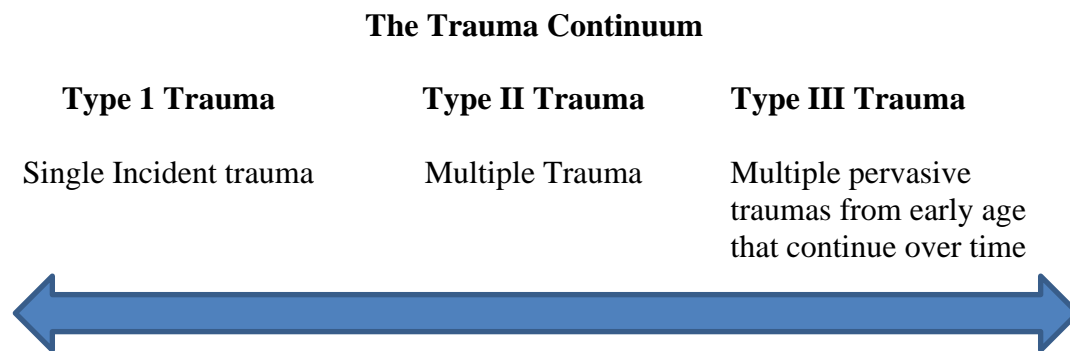 The Trauma Continuum
Type 1 Trauma
Type II Trauma
Type III Trauma
Single Incident trauma
Multiple Trauma
Multiple pervasive
traumas from early age
that continue over time